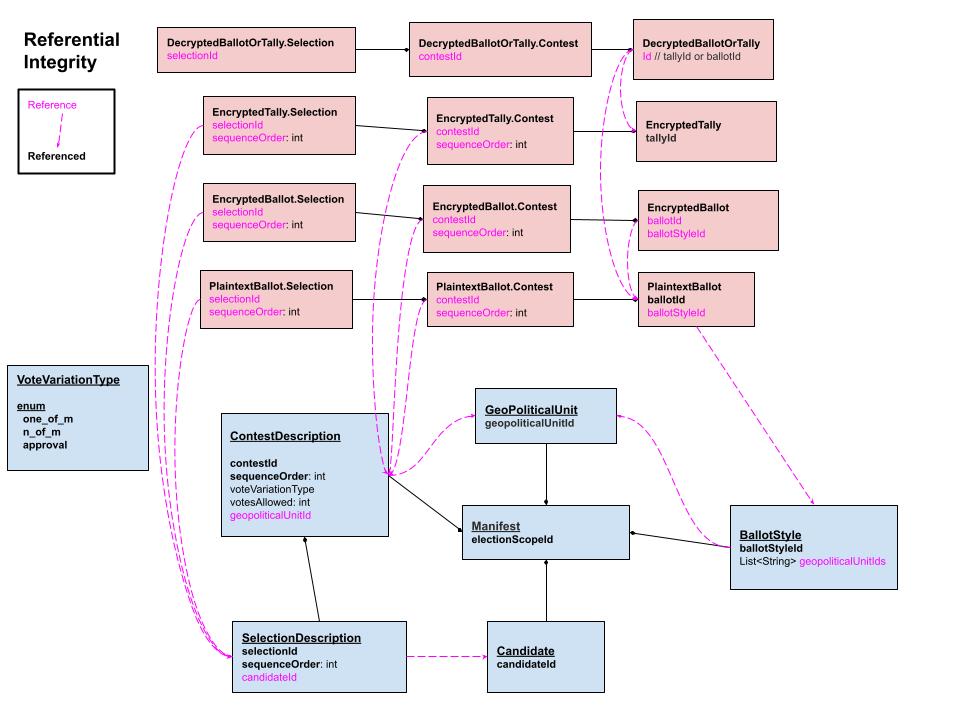 Referential
Integrity
Reference
Referenced
DecryptedBallotOrTally.Selection
selectionId
DecryptedBallotOrTally.Contest
contestId
DecryptedBallotOrTally
Id // tallyId or ballotId
EncryptedTally.Selection
selectionId
sequenceOrder: int
EncryptedTally.Contest
contestId
sequenceOrder: int
EncryptedTally
tallyId
EncryptedBallot.Selection
selectionId
sequenceOrder: int
EncryptedBallot.Contest
contestId
sequenceOrder: int
EncryptedBallot
ballotId
ballotStyleId
PlaintextBallot.Selection
selectionId
sequenceOrder: int
PlaintextBallot.Contest
contestId
sequenceOrder: int
PlaintextBallot
ballotId
ballotStyleId
VoteVariationType
enum
one_of_m
n_of_m
approval
ContestDescription
contestId
sequenceOrder: int
voteVariationType
votesAllowed: int
geopoliticalUnitId
GeoPoliticalUnit
geopoliticalUnitId
Manifest
electionScopeId
BallotStyle
ballotStyleId
List<String> geopoliticalUnitIds
SelectionDescription
selectionId
sequenceOrder: int
candidateId
Candidate
candidateId